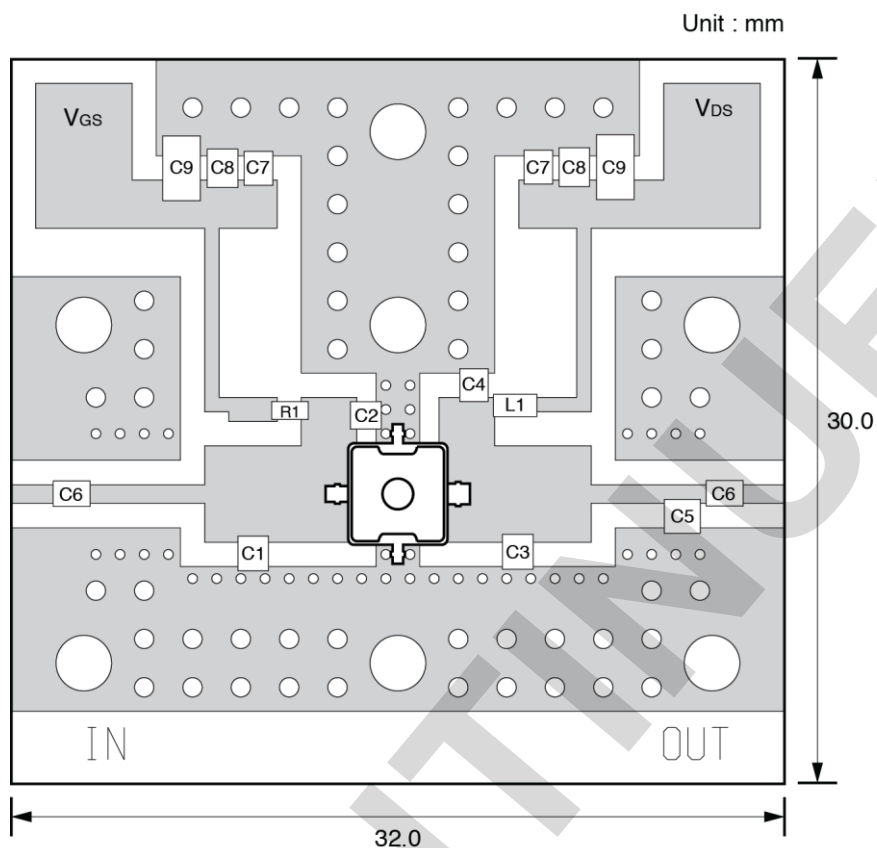 Unit : mm
VGS
VDS
C9 C8 C7
C7 C8 C9
C4
R1
C2
L1
30.0
C6
C6
C5
C1
C3
IN
OUT
32.0